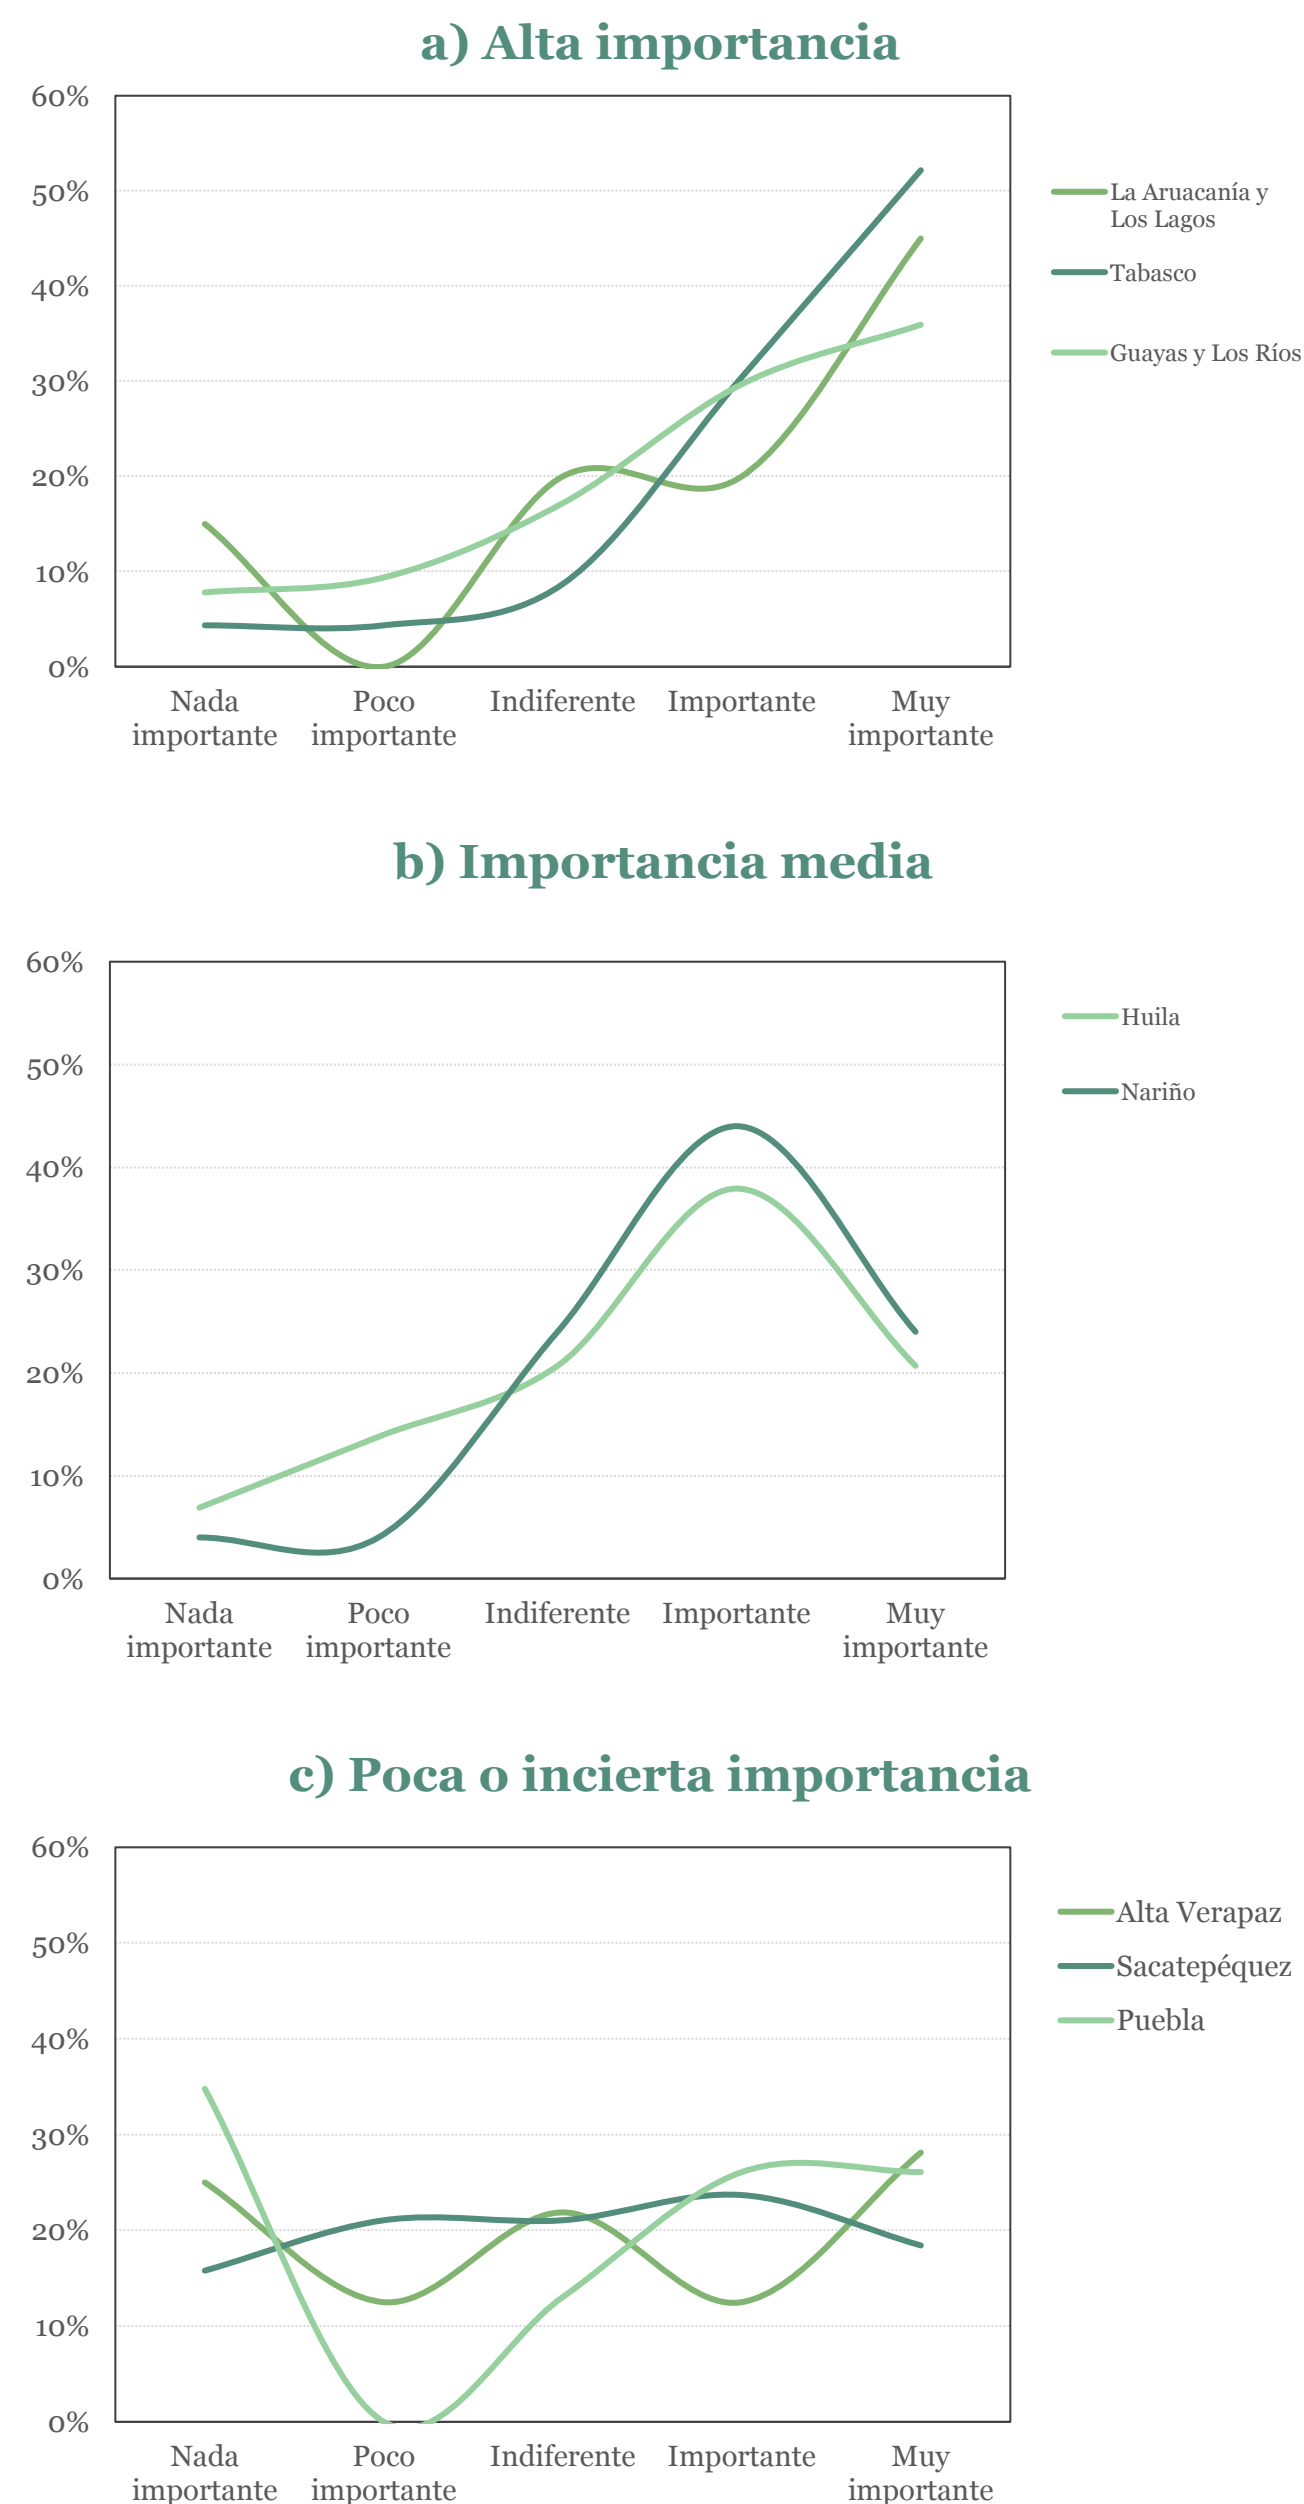 a) Alta importancia
60%
50%
40%
30%
20%
10%
0%
Nada
importante
Poco
importante
Indiferente
Importante
Muy
importante
La Aruacanía y
Los Lagos
Tabasco
Guayas y Los Ríos
b) Importancia media
60%
50%
40%
30%
20%
10%
0%
Nada
importante
Poco
importante
Indiferente
Importante
Muy
importante
Huila
Nariño
c) Poca o incierta importancia
60%
50%
40%
30%
20%
10%
0%
Nada
importante
Poco
importante
Indiferente
Importante
Muy
importante
Alta Verapaz
Sacatepéquez
Puebla